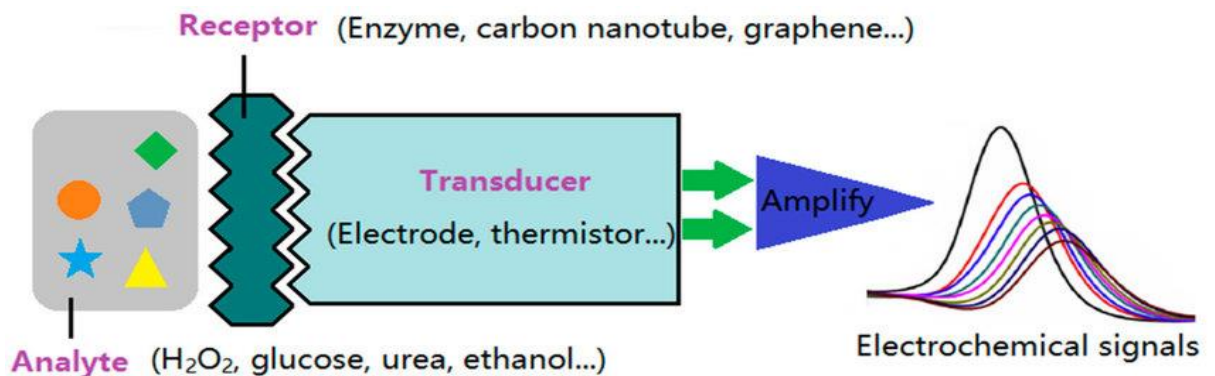 Receptor (Enzyme, carbon nanotube, graphene...)
Transducer
(Electrode, thermistor...)
Amplify
Analyte (H₂O₂, glucose, urea, ethanol...)
Electrochemical signals